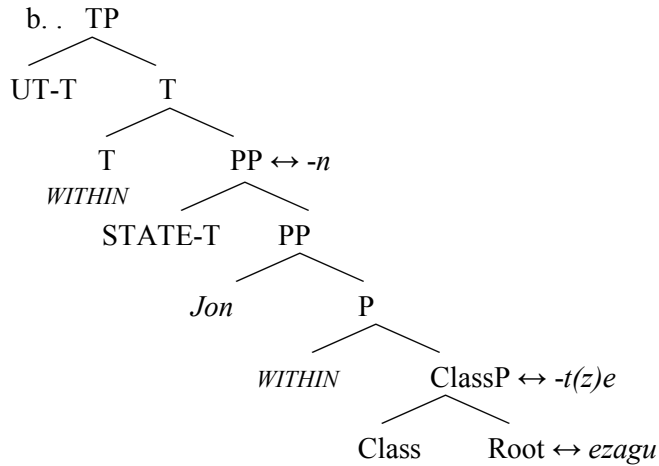 b. . TP
UT-T T
T PP ↔ -n
WITHIN
STATE-T PP
Jon P
WITHIN ClassP ↔ -t(z)e
Class Root ↔ ezagu